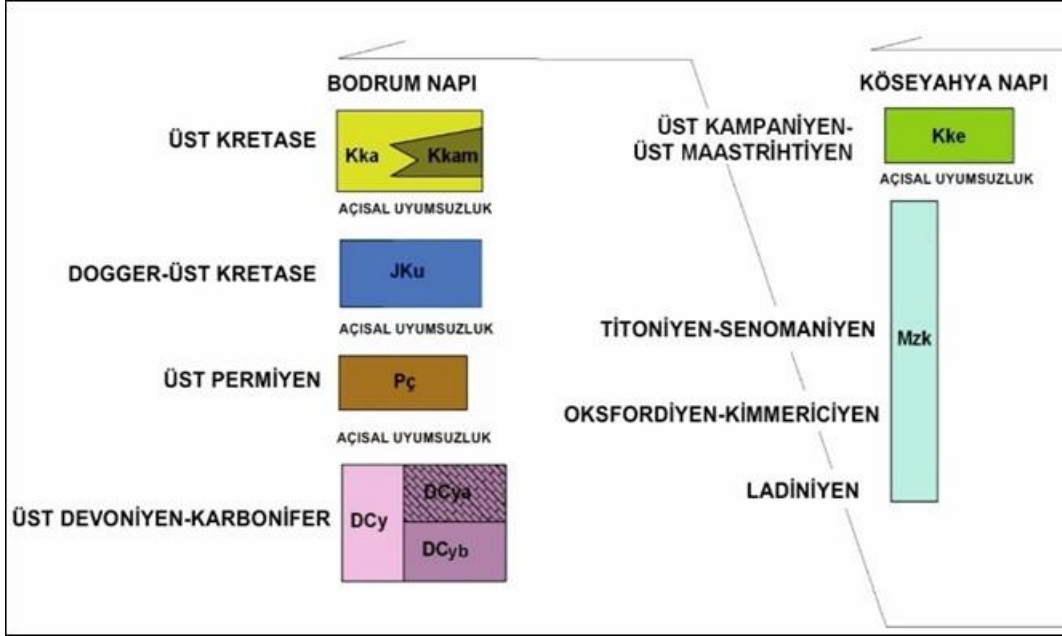 BODRUM NAPI
ÜST KRETASE
Kka
Kkam
AÇISAL UYUMSUZLUK
DOGGER-ÜST KRETASE
JKu
AÇISAL UYUMSUZLUK
ÜST PERMİYEN
Pç
AÇISAL UYUMSUZLUK
ÜST DEVONİYEN-KARBONİFER
DCy
DCya
DCyb
KÖSEYAHYA NAPI
ÜST KAMPANİYEN-
ÜST MAASTRİHTİYEN
Kke
AÇISAL UYUMSUZLUK
TİTONİYEN-SENOMANİYEN
Mzk
OKSFORDİYEN-KİMMERİCİYEN
LADİNİYEN